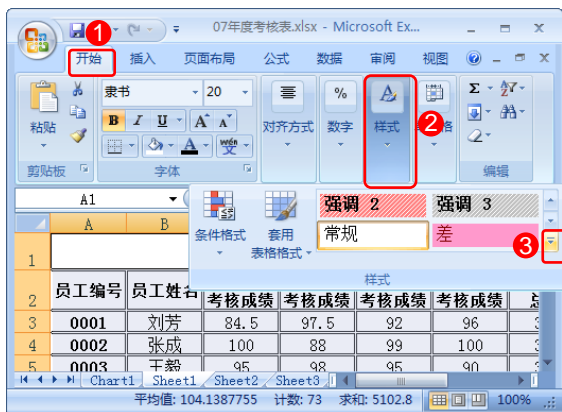 07年度考核表.xlsx - Microsoft Ex...
1
开始 插入 页面布局 公式 数据 审阅 视图
隶书 20
粘贴 B I U A A 对齐方式 数字 样式 2 格 Σ
A wén 变
剪贴板 字体 编辑
A1
强调 2 强调 3
条件格式 套用 表格格式 常规 差 3
样式
A B
1
2 员工编号 员工姓名 考核成绩 考核成绩 考核成绩 考核成绩
3 0001 刘芳 84.5 97.5 92 96
4 0002 张成 100 88 99 100
5 0003 王毅 95 98 95 90
Chart1 Sheet1 Sheet2 Sheet3
平均值: 104.1387755 计数: 73 求和: 5102.8 100%